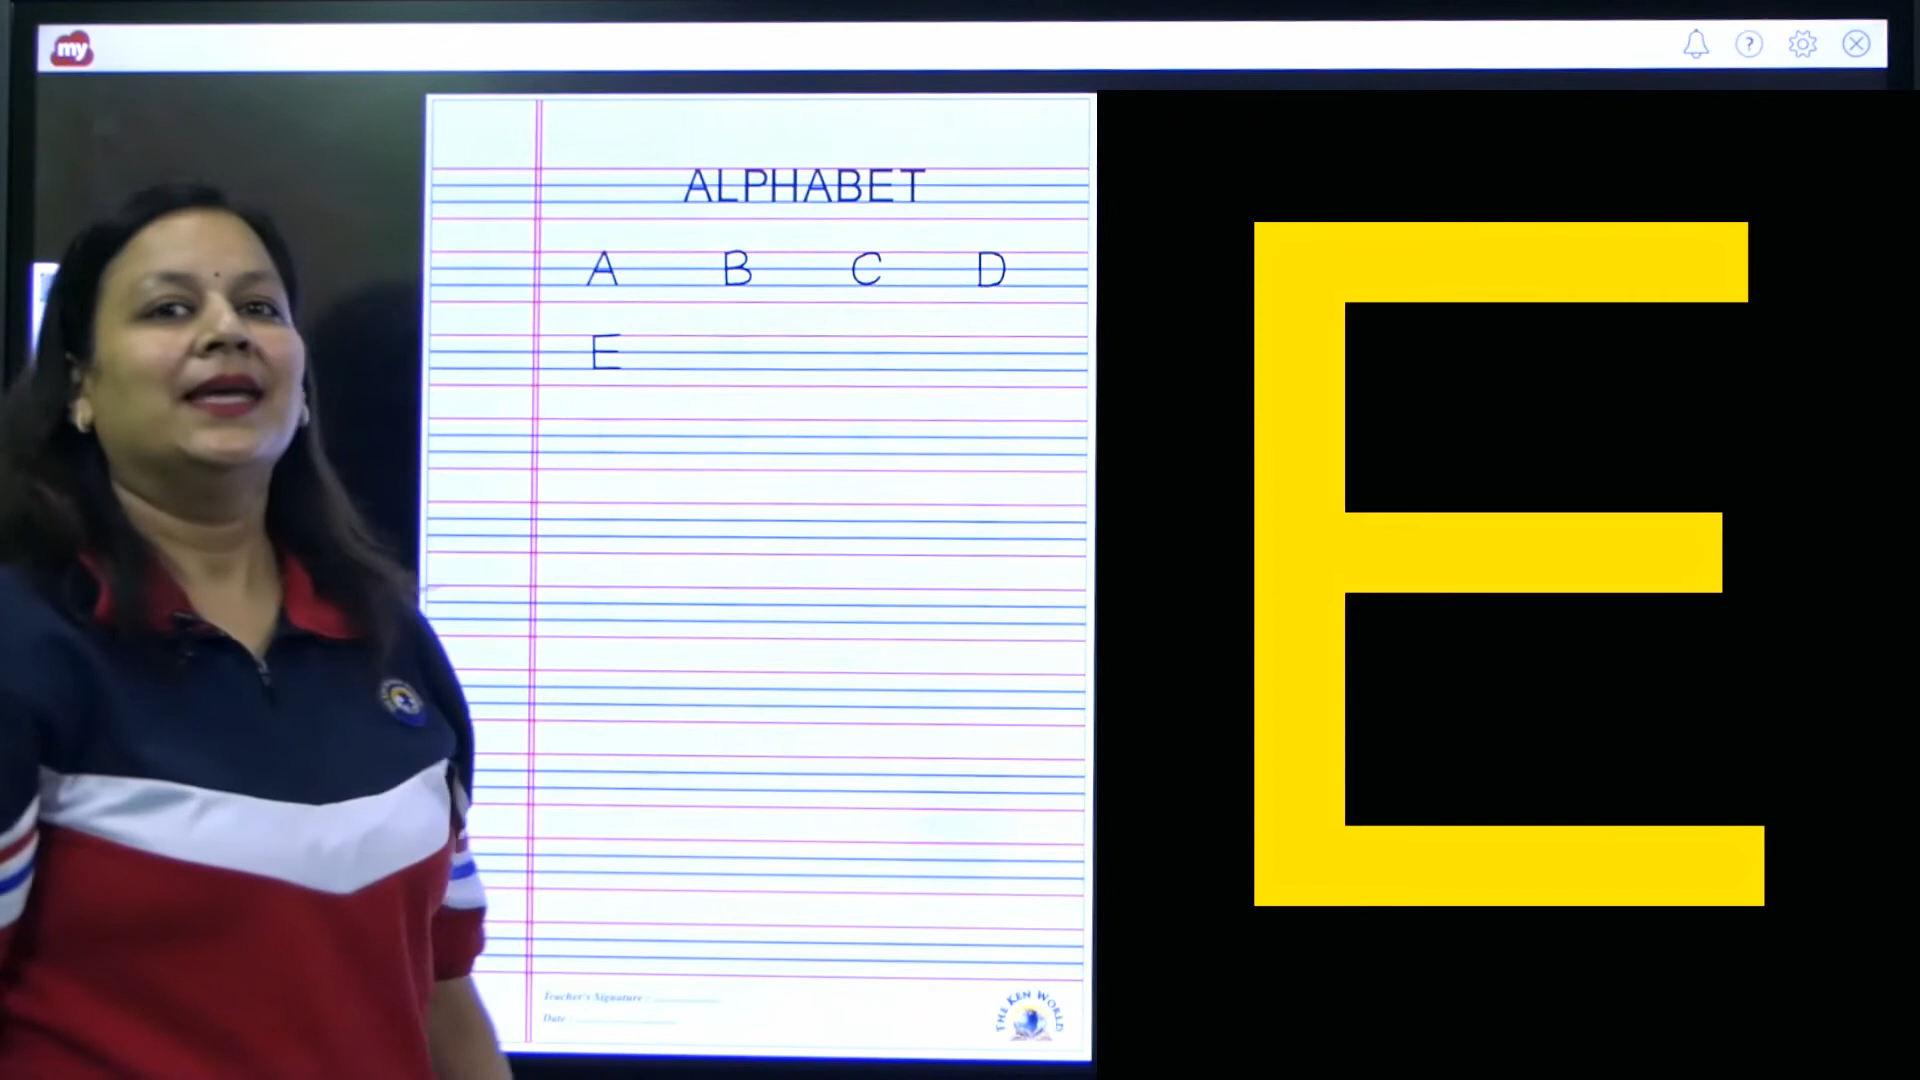 my
ALPHABET
A B C D
E
E
Teacher's Signature :
Date :
THE KEN WORLD